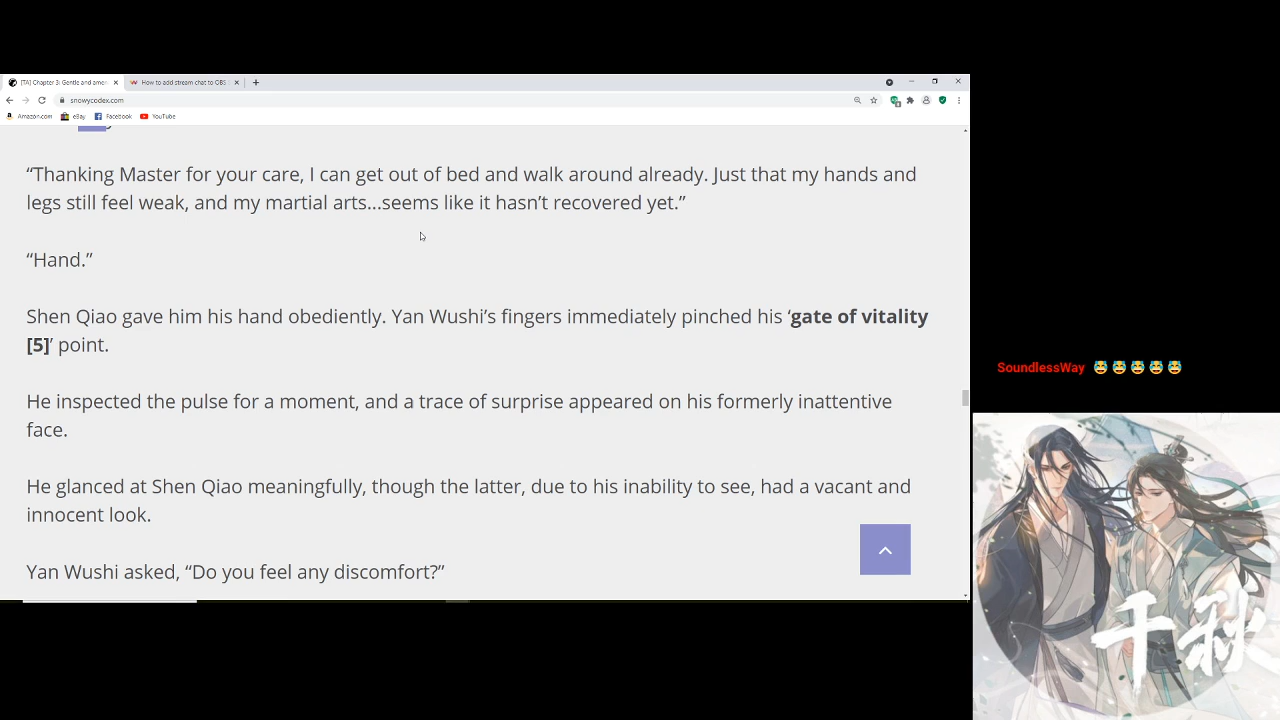 [TA] Chapter 3: Gentle and ame
How to add stream chat to OBS
snowycodex.com
Amazon.com eBay Facebook YouTube
“Thanking Master for your care, I can get out of bed and walk around already. Just that my hands and
legs still feel weak, and my martial arts...seems like it hasn’t recovered yet.”
“Hand.”
Shen Qiao gave him his hand obediently. Yan Wushi’s fingers immediately pinched his ‘gate of vitality
[5]’ point.
He inspected the pulse for a moment, and a trace of surprise appeared on his formerly inattentive
face.
He glanced at Shen Qiao meaningfully, though the latter, due to his inability to see, had a vacant and
innocent look.
Yan Wushi asked, “Do you feel any discomfort?”
SoundlessWay
千秋